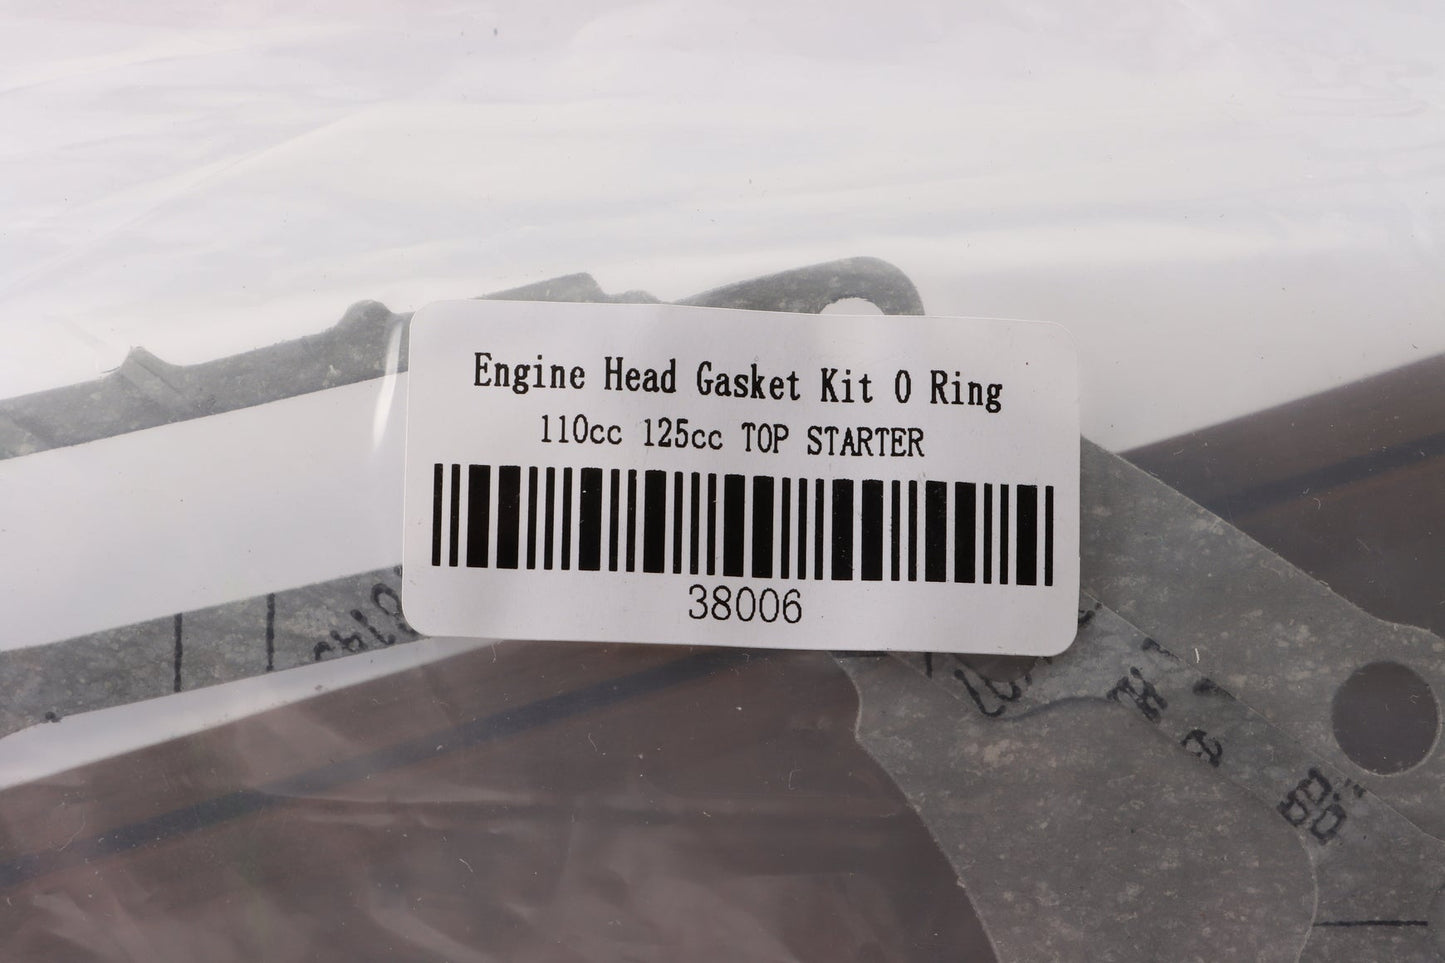 Engine Head Gasket Kit O Ring
110cc 125cc TOP STARTER
38006